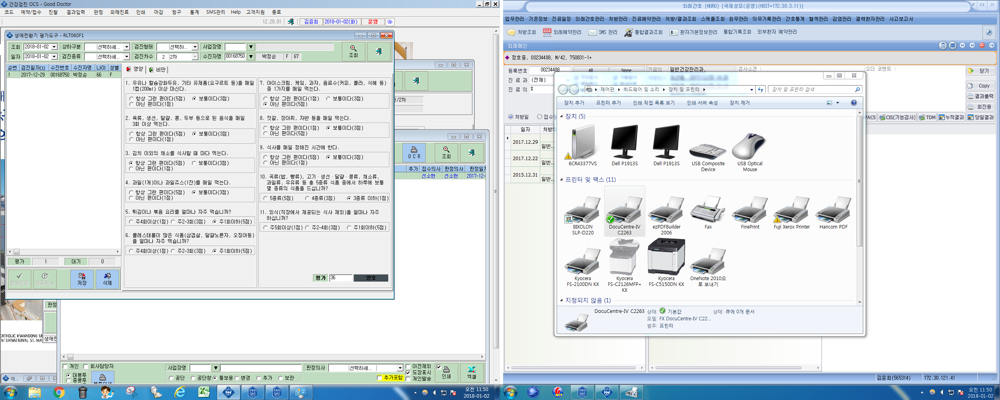 건강검진 OCS - Good Doctor
코드 예약/접수 진찰 결과입력 판정 외래진료 인쇄 마감 청구 통계 SMS관리 Help 고객지원 종료
12.29.01 김윤희 2018-01-02(화) 운영 Up
생애전환기 평가도구 - RLT060F1
조회 2018-01-02 상하구분 선택하세... 검진형태 선택하... 사업장명
일자 2018-01-02 검진종류 선택하세... 검진차수 2 2차 수진자명 00168750 박정순 F 67
조회
순번 검진일자(1) 수진번호 수진자명 나이 성별
1 2017-12-29 00168750 박정순 66 F
영양 비만
1. 우유나 칼슘강화두유, 기타 유제품(요구르트 등)을 매일
1컵(200ml) 이상 마신다.
항상 그런 편이다(5점) 보통이다(3점)
아닌 편이다(1점)
2. 육류, 생선, 달걀, 콩, 두부 등으로 된 음식을 매일
3회 이상 먹는다.
항상 그런 편이다(5점) 보통이다(3점)
아닌 편이다(1점)
3. 김치 이외의 채소를 식사할 때 마다 먹는다.
항상 그런 편이다(5점) 보통이다(3점)
아닌 편이다(1점)
4. 과일(1개)이나 과일쥬스(1잔)를 매일 먹는다.
항상 그런 편이다(5점) 보통이다(3점)
아닌 편이다(1점)
5. 튀김이나 볶음 요리를 얼마나 자주 먹습니까?
주4회이상(1점) 주2~3회(3점) 주1회이하(5점)
6. 콜레스테롤이 많은 식품(삼겹살, 달걀노른자, 오징어등)
을 얼마나 자주 먹습니까?
주4회이상(1점) 주2~3회(3점) 주1회이하(5점)
7. 아이스크림, 케잌, 과자, 음료수(커피, 콜라, 식혜 등)
중 1가지를 매일 먹는다.
항상 그런 편이다(1점) 보통이다(3점)
아닌 편이다(5점)
8. 젓갈, 장아찌, 자반 등을 매일 먹는다.
항상 그런 편이다(1점) 보통이다(3점)
아닌 편이다(5점)
9. 식사를 매일 정해진 시간에 한다.
항상 그런 편이다(5점) 보통이다(3점)
아닌 편이다(1점)
10. 곡류(밥, 빵류), 고기·생선·달걀·콩류, 채소류,
과일류, 우유류 등 총 5종류 식품 중에서 하루에 보통
몇 종류의 식품을 드십니까?
5종류(5점) 4종류(3점) 3종류 이하(1점)
11. 외식(직장에서 제공되는 식사 제외)을 얼마나 자주
하십니까?
주5회이상(1점) 주2~4회(3점) 주1회이하(5점)
평가 36 양호
평가 1 대기 0
판정의뢰 의뢰취소 저장 삭제
진/2차
OCR 조회
추가 접수의사 판정의사 판정일자
선소현 선소현 2017-12-
판정
생애전
CATHOLIC KWANDONG U
INTERNATIONAL ST. MA
개인 회사담당자
대봉투
중봉투
사업장명 판정의사 선택하세...
공단 공단창 통보용 변경 추가 보관
추가포함
이전제외
도장표시
개인발송
인쇄 엑셀
예...
오전 11:50
2018-01-02
외래간호 [NURO] [국제성모(운영)(HOST=172.30.3.11)]
업무관리 기준정보 진료일정 외래간호관리 처방관리 진료예약관리 처방/결과조회 스케줄조회 원무관리 의무기록관리 간호통계 혈액관리 감염관리 결핵환자관리 사고보고서
처방조회 외래예약관리 SMS 관리 통합결과조회 환자기본정보관리 통합기록조회 외부환자 예약관리
외래메인
정호중, 00234488, M/42, 750831-1*
등록번호 00234488 All None 진료의 일반건강관리과, 검사소견 : 오더 코멘트 :
진 료 과 (전체)
진 료 의 %
처방일 접수
닫기
Copy
결과출력
회진용
PACS CIS(기능검사) TDM 누적결과 당일결과
일자 처방
2017.12.29
일반..
2017.12.22
일반..
2015.12.31
일반..
제어판 하드웨어 및 소리 장치 및 프린터
장치 및 프린터 검색
장치 추가 프린터 추가 인쇄 작업 목록 보기 인쇄 서버 속성 장치 제거
장치 (5)
6CR43377VS
Dell P1913S
Dell P1913S
USB Composite Device
USB Optical Mouse
프린터 및 팩스 (11)
BIXOLON SLP-D220
DocuCentre-IV C2263
ezPDFBuilder 2006
Fax
FinePrint
Fuji Xerox Printer
Hancom PDF
Kyocera FS-2100DN KX
Kyocera FS-C2126MFP+ KX
Kyocera FS-C5150DN KX
OneNote 2010으로 보내기
지정되지 않음 (1)
DocuCentre-IV C2263 상태: 기본값 상태: 큐에 0개 문서
모델: FX DocuCentre-IV C22...
범주: 프린터
김윤희(565314) 172.30.121.41
오전 11:50
2018-01-02